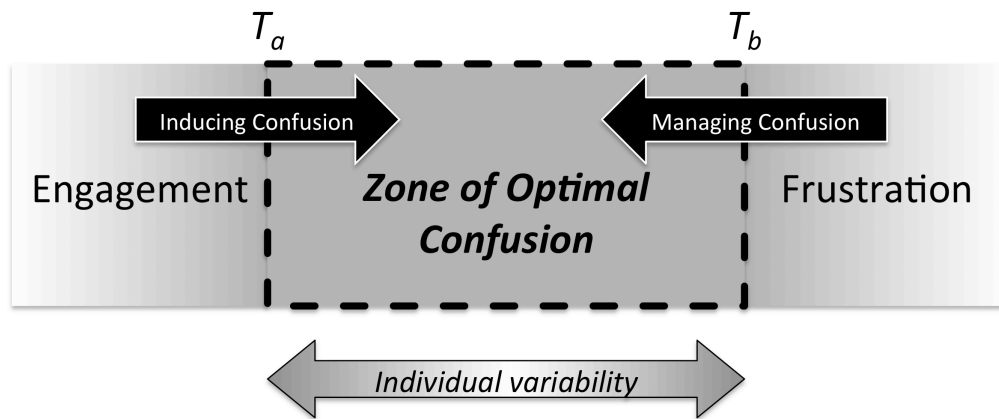 Ta Tb
Inducing Confusion Managing Confusion
Engagement Zone of Optimal Confusion Frustration
Individual variability